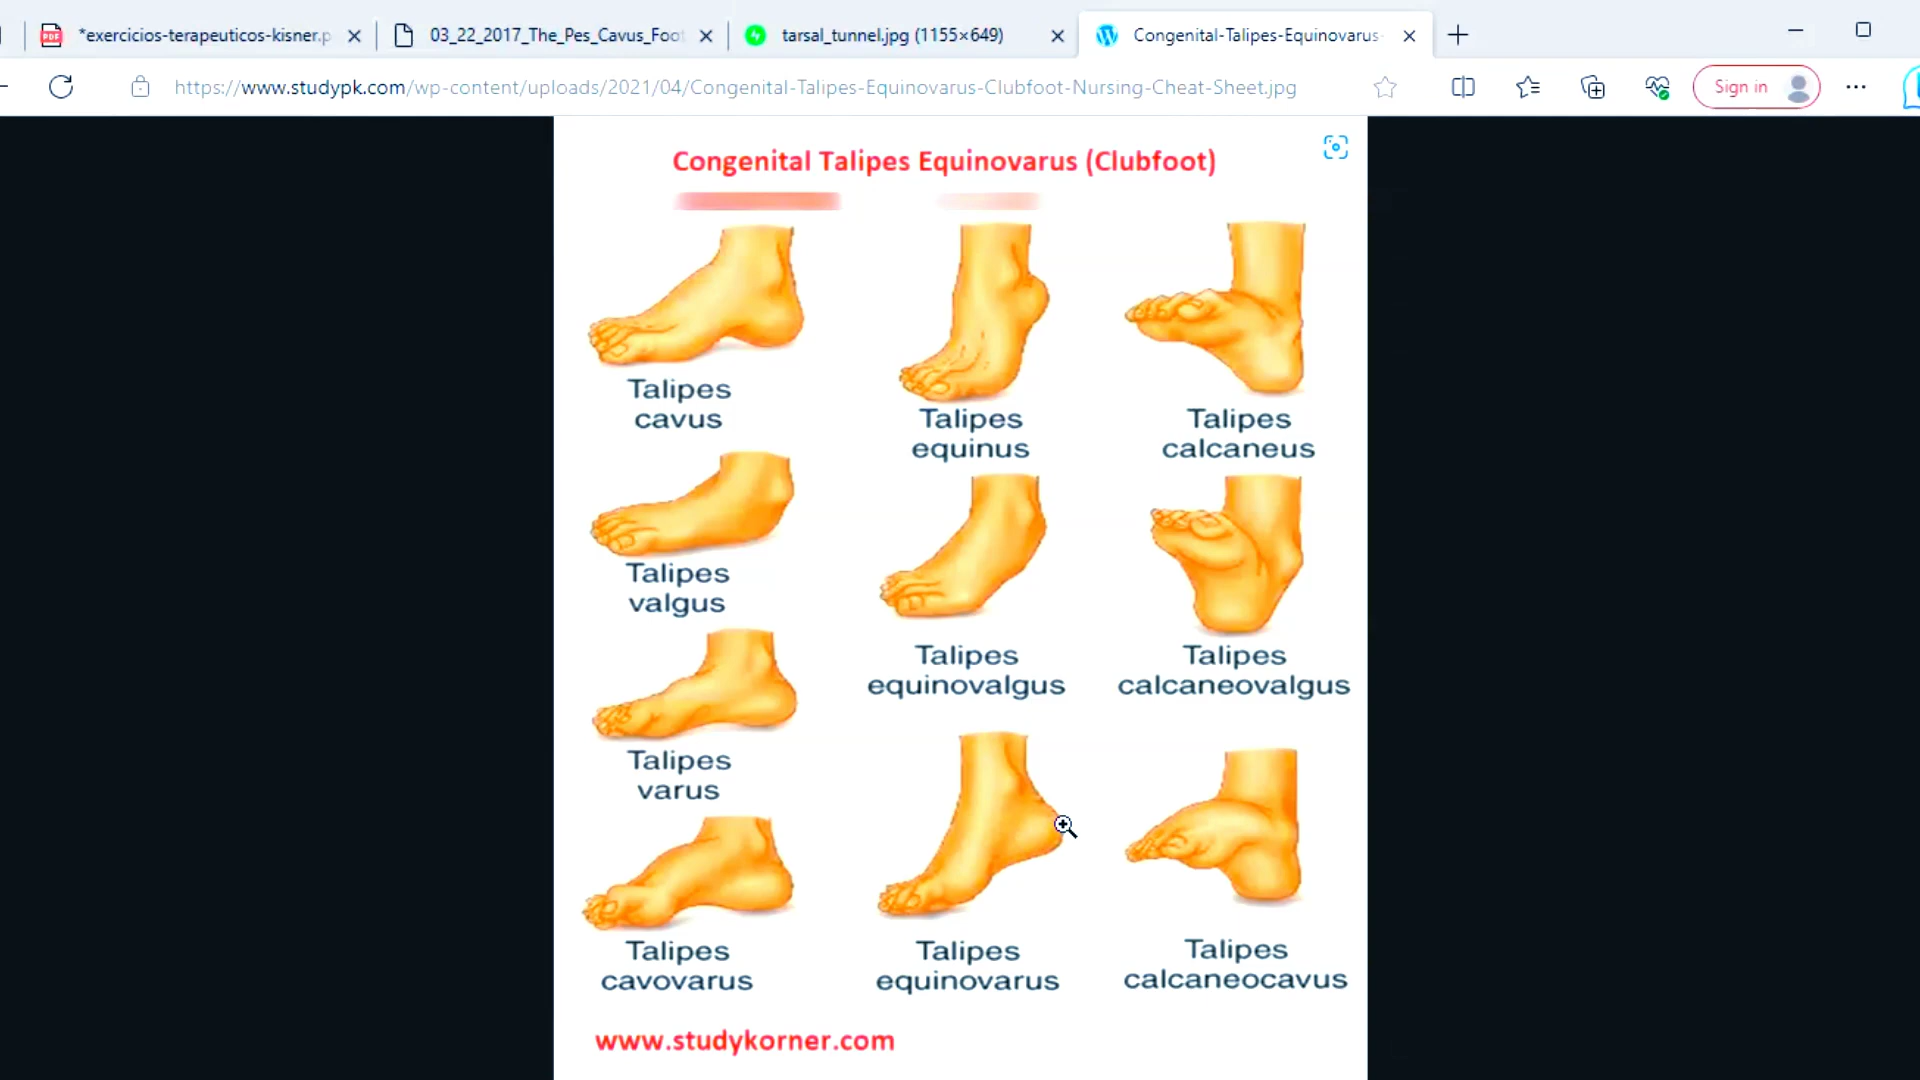 *exercicios-terapeuticos-kisner.p
03_22_2017_The_Pes_Cavus_Foot
tarsal_tunnel.jpg (1155×649)
Congenital-Talipes-Equinovarus-
https://www.studypk.com/wp-content/uploads/2021/04/Congenital-Talipes-Equinovarus-Clubfoot-Nursing-Cheat-Sheet.jpg
Sign in
Congenital Talipes Equinovarus (Clubfoot)
Talipes
cavus
Talipes
equinus
Talipes
calcaneus
Talipes
valgus
Talipes
equinovalgus
Talipes
calcaneovalgus
Talipes
varus
Talipes
cavovarus
Talipes
equinovarus
Talipes
calcaneocavus
www.studykorner.com